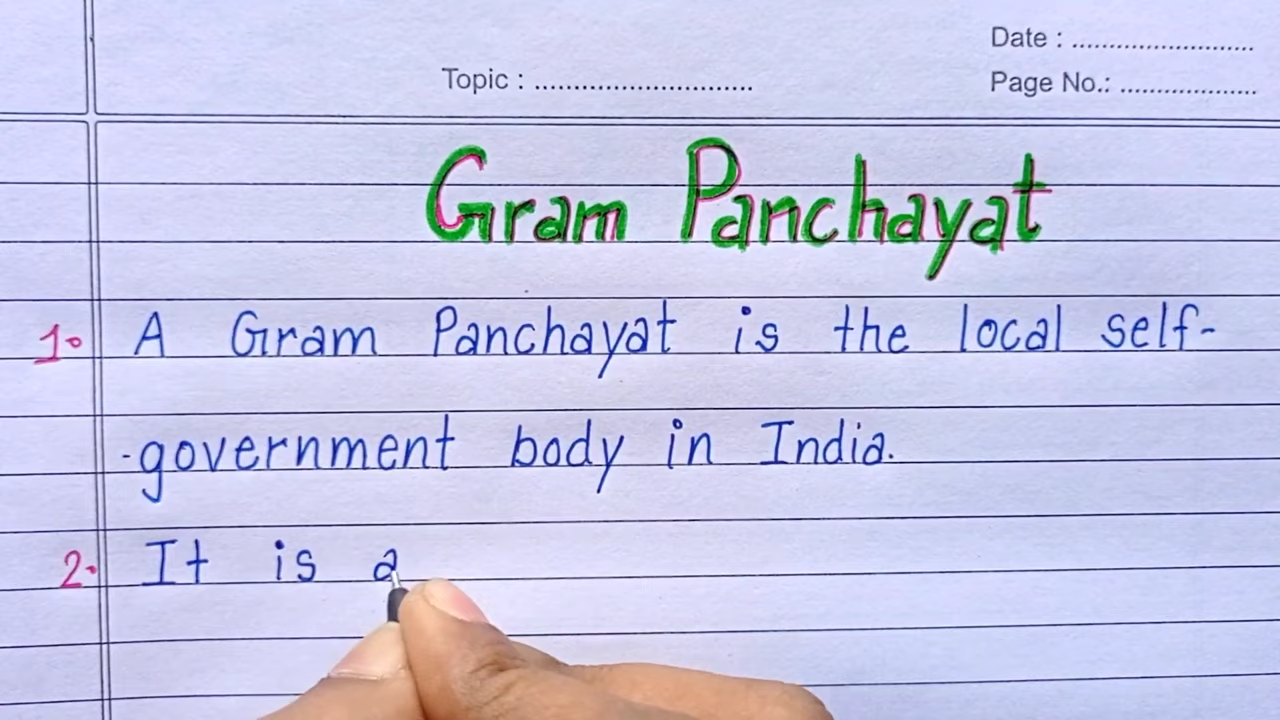 Date : ..........................
Topic : ............................
Page No.: ...................
Gram Panchayat
1. A Gram Panchayat is the local self-
-government body in India.
2. It is a